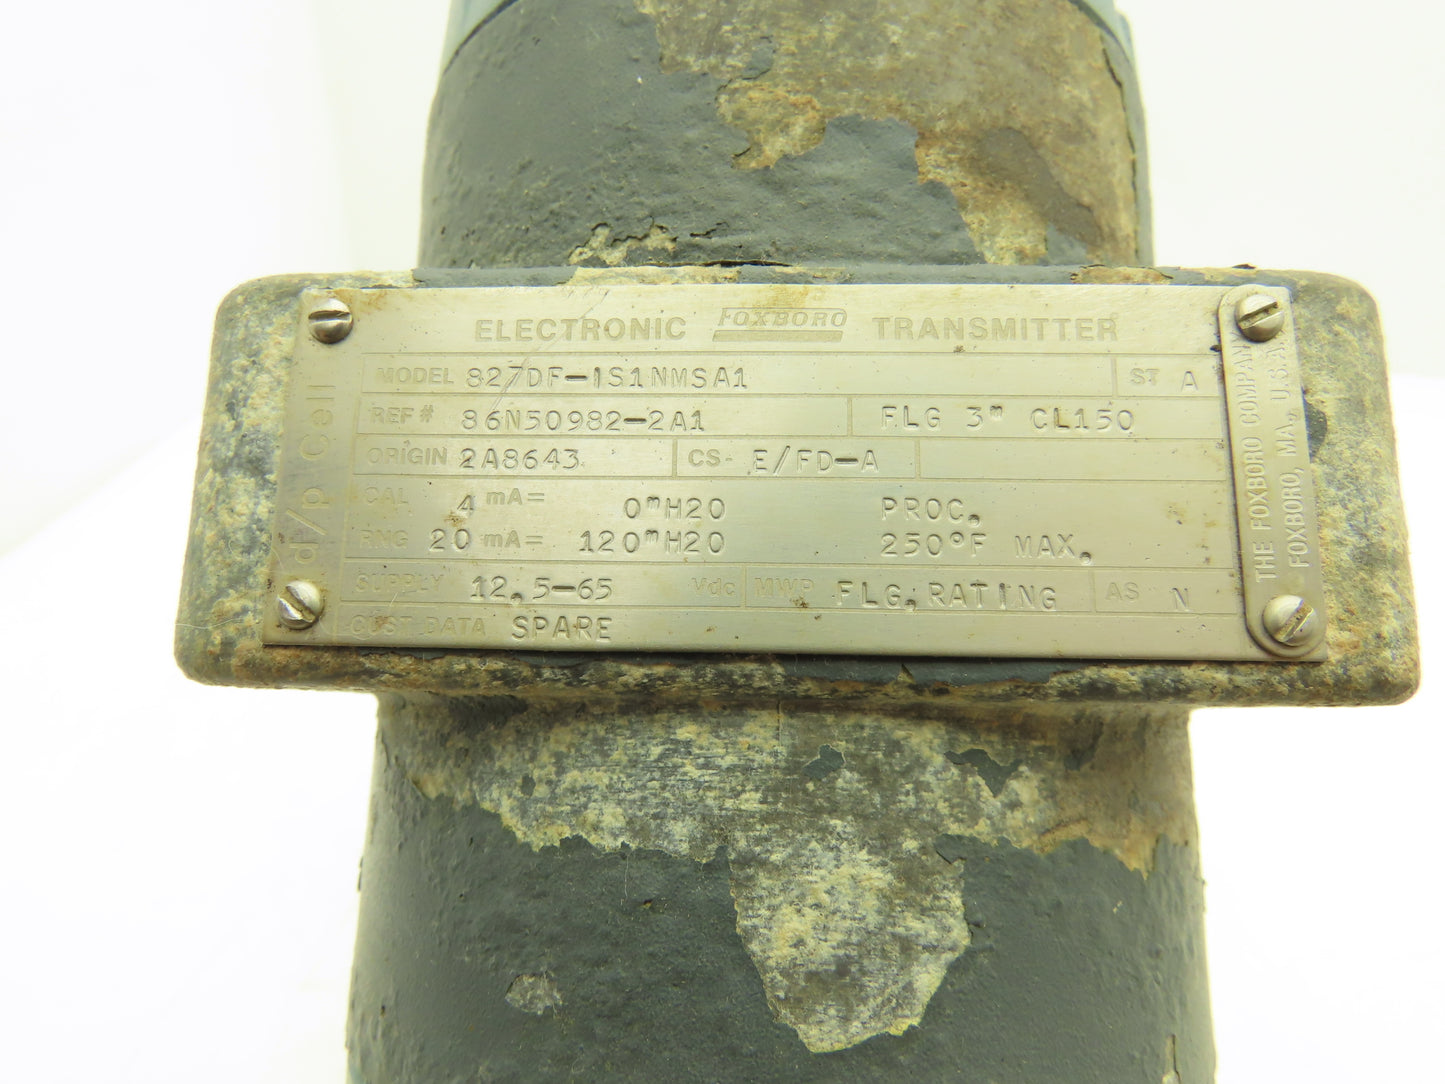 ELECTRONIC FOXBORO TRANSMITTER
MODEL 827DF-IS1NMSA1 ST A
REF# 86N50982-2A1 FLG 3" CL150
ORIGIN 2A8643 CS- E/FD-A
CAL 4 mA= 0"H2O PROC.
RNG 20 mA= 120"H2O 250°F MAX.
SUPPLY 12.5-65 Vdc MWP FLG.RATING AS N
CUST.DATA SPARE
d/p Cell
THE FOXBORO COMPANY
FOXBORO, MA., U.S.A.